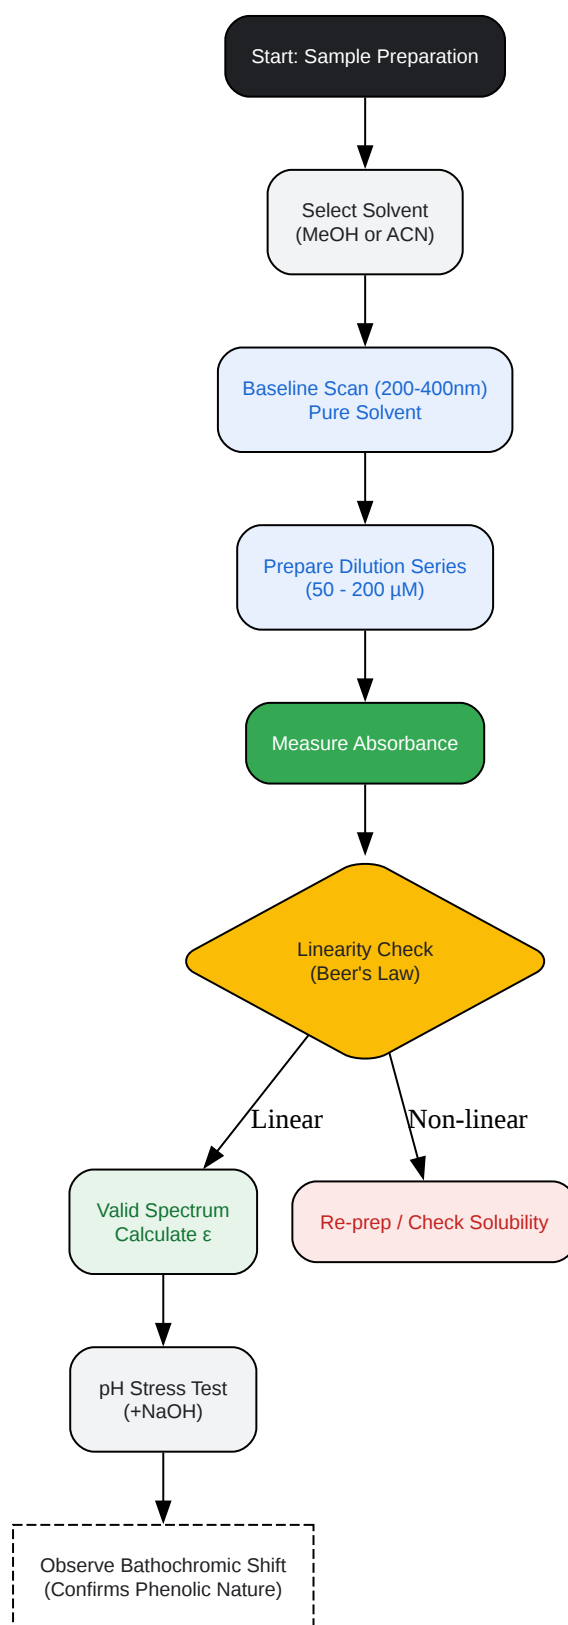 Start: Sample Preparation
Select Solvent
(MeOH or ACN)
Baseline Scan (200-400nm)
Pure Solvent
Prepare Dilution Series
(50 - 200 µM)
Measure Absorbance
Linearity Check
(Beer's Law)
Linear
Non-linear
Valid Spectrum
Calculate ε
Re-prep / Check Solubility
pH Stress Test
(+NaOH)
Observe Bathochromic Shift
(Confirms Phenolic Nature)